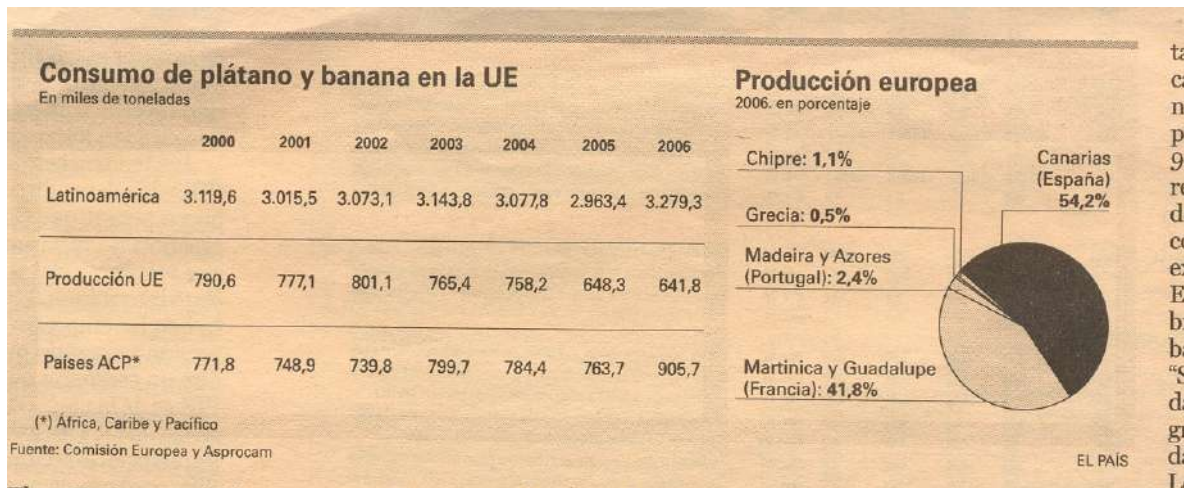 Consumo de plátano y banana en la UE
En miles de toneladas
2000 2001 2002 2003 2004 2005 2006
Latinoamérica 3.119,6 3.015,5 3.073,1 3.143,8 3.077,8 2.963,4 3.279,3
Producción UE 790,6 777,1 801,1 765,4 758,2 648,3 641,8
Países ACP* 771,8 748,9 739,8 799,7 784,4 763,7 905,7
(*) África, Caribe y Pacífico
Fuente: Comisión Europea y Asprocam
Producción europea
2006. en porcentaje
Chipre: 1,1%
Grecia: 0,5%
Madeira y Azores
(Portugal): 2,4%
Martinica y Guadalupe
(Francia): 41,8%
Canarias
(España)
54,2%
EL PAÍS